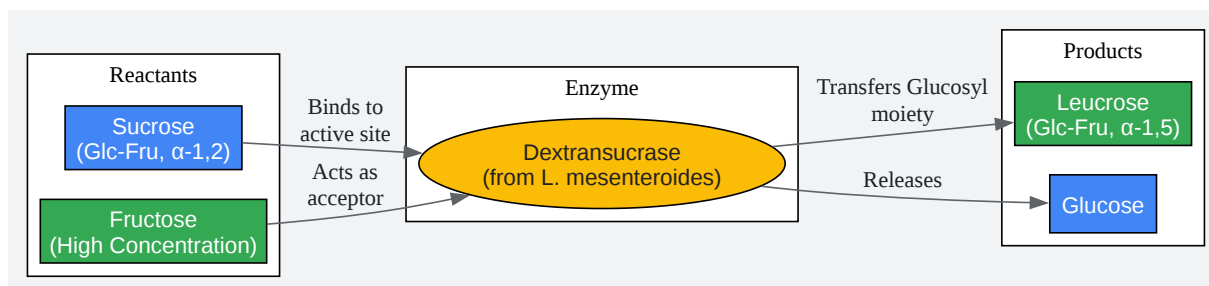 Reactants
Sucrose
(Glc-Fru, α-1,2)
Fructose
(High Concentration)
Binds to
active site
Acts as
acceptor
Enzyme
Dextransucrase
(from L. mesenteroides)
Transfers Glucosyl
moiety
Releases
Products
Leucrose
(Glc-Fru, α-1,5)
Glucose